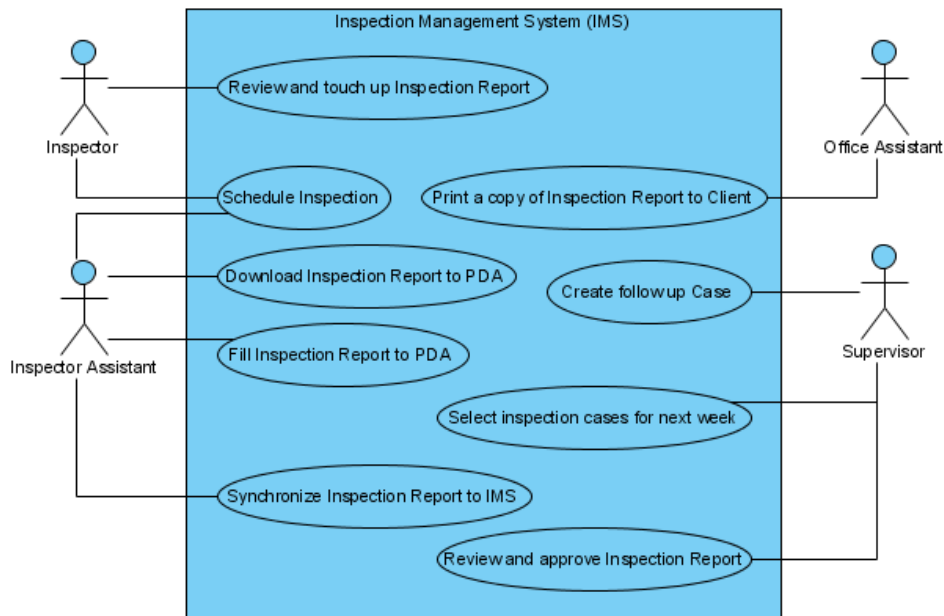 Inspection Management System (IMS)
Review and touch up Inspection Report
Inspector
Office Assistant
Schedule Inspection
Print a copy of Inspection Report to Client
Download Inspection Report to PDA
Create follow up Case
Fill Inspection Report to PDA
Inspector Assistant
Supervisor
Select inspection cases for next week
Synchronize Inspection Report to IMS
Review and approve Inspection Report